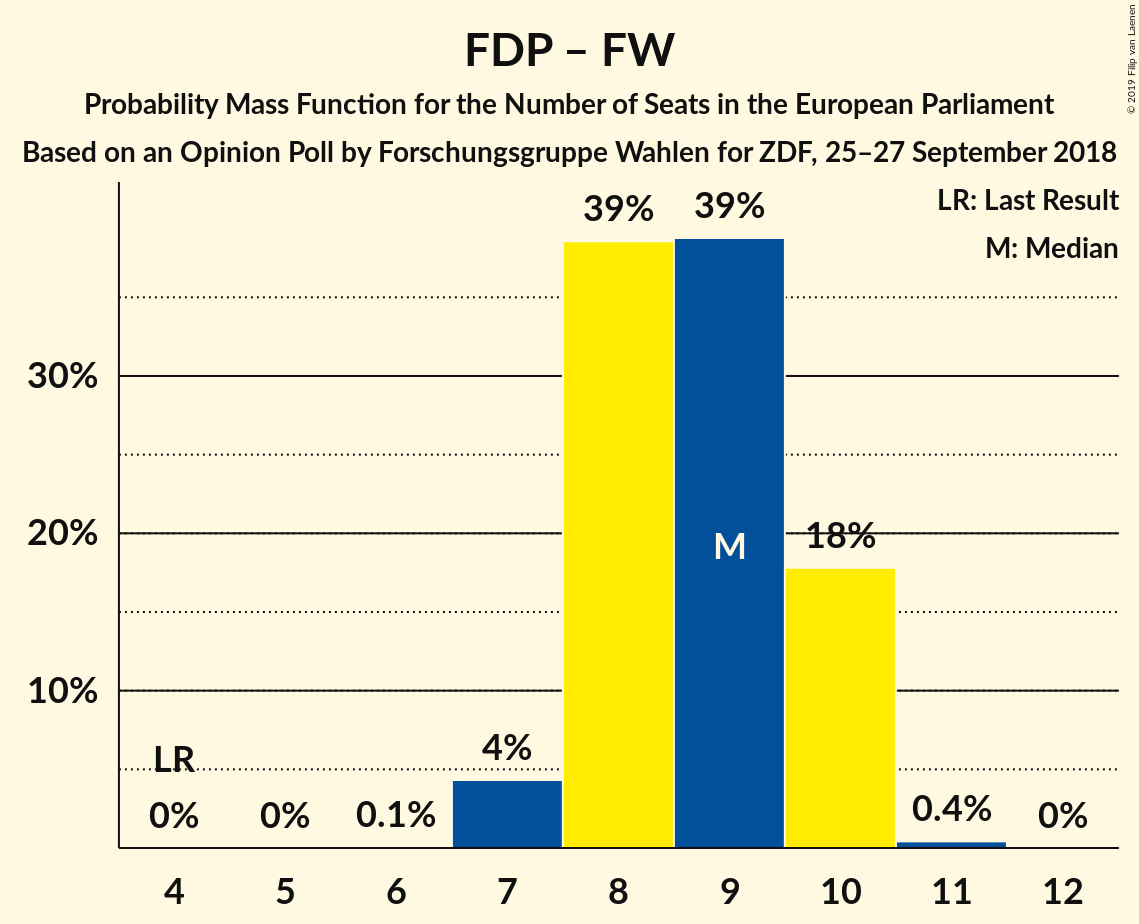 FDP – FW
Probability Mass Function for the Number of Seats in the European Parliament
Based on an Opinion Poll by Forschungsgruppe Wahlen for ZDF, 25–27 September 2018
© 2019 Filip van Laenen
LR: Last Result
M: Median
39%
39%
30%
20%
18%
M
10%
LR
4%
0%
0%
0.1%
0.4%
0%
4 5 6 7 8 9 10 11 12